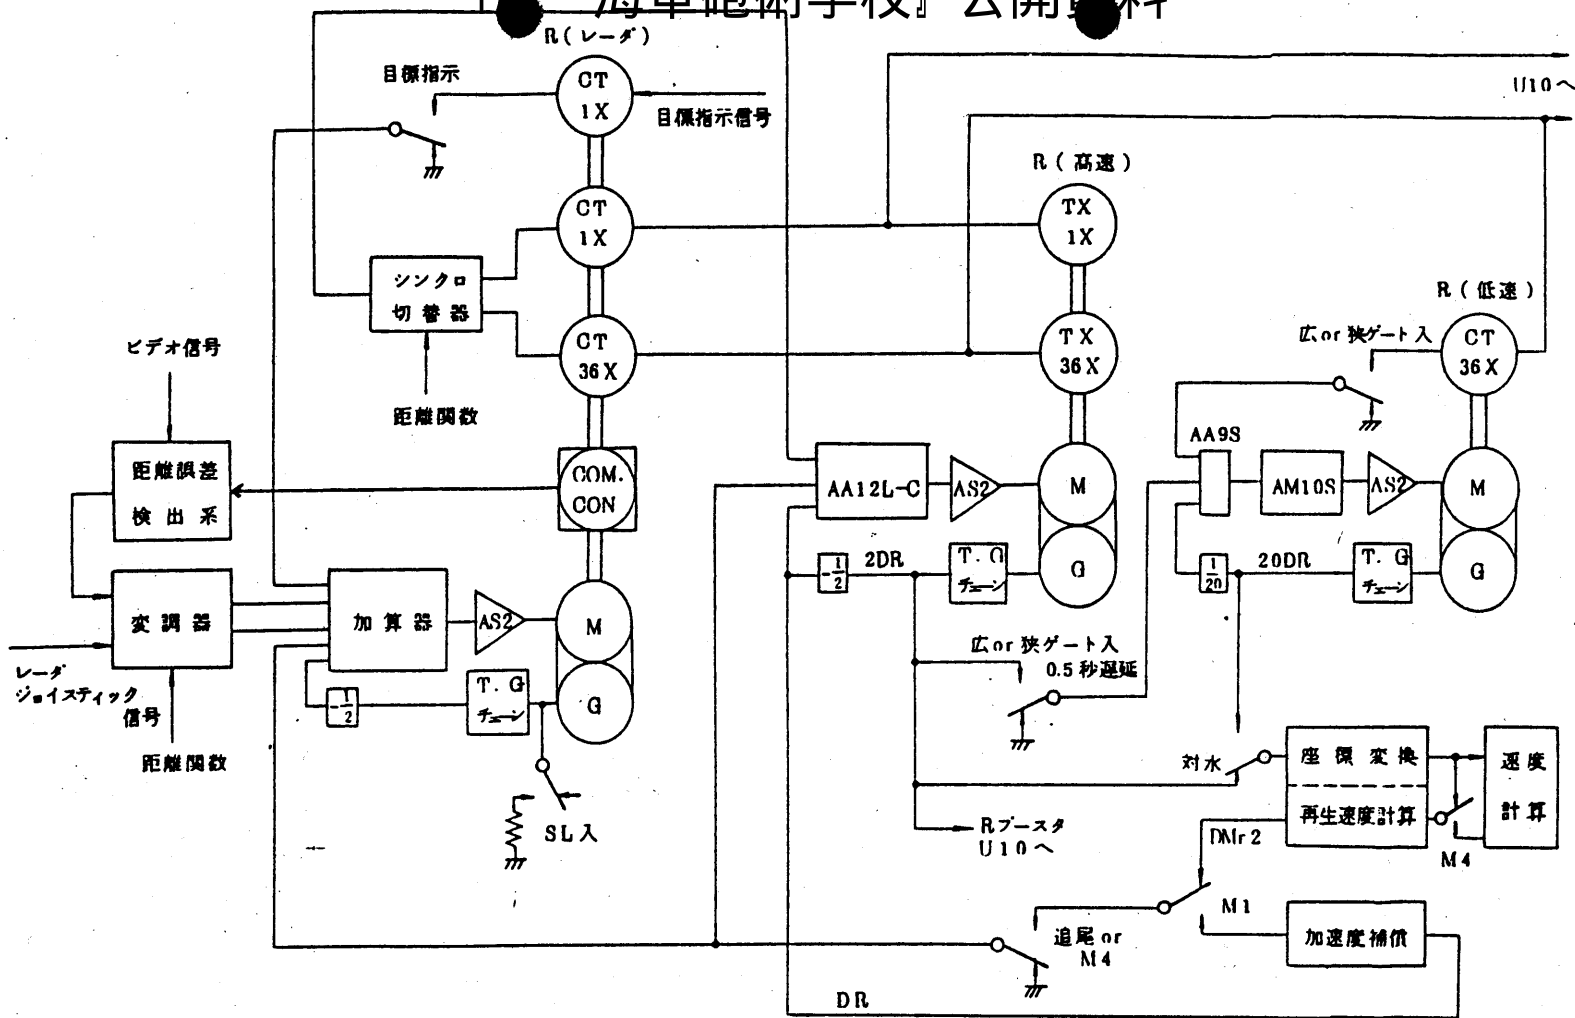 海軍砲術学校』公開資料
R(レーダ)
目標指示
CT
1X
目標指示信号
U10へ
R(高速)
CT
1X
TX
1X
シンクロ
切替器
R(低速)
CT
36X
TX
36X
広or狭ゲート入
CT
36X
ビデオ信号
距離関数
AA9S
距離誤差
検出系
COM.
CON
AA12L-C
AS2
M
AM10S
AS2
M
-1/2
2DR
T.G
チェーン
G
1/20
20DR
T.G
チェーン
G
変調器
加算器
AS2
M
レーダ
ジョイスティック
信号
広or狭ゲート入
0.5秒遅延
-1/2
T.G
チェーン
G
距離関数
対水
座標変換
速度
計算
再生速度計算
SL入
Rブースタ
U10へ
DMr2
M4
M1
追尾or
M4
加速度補償
DR